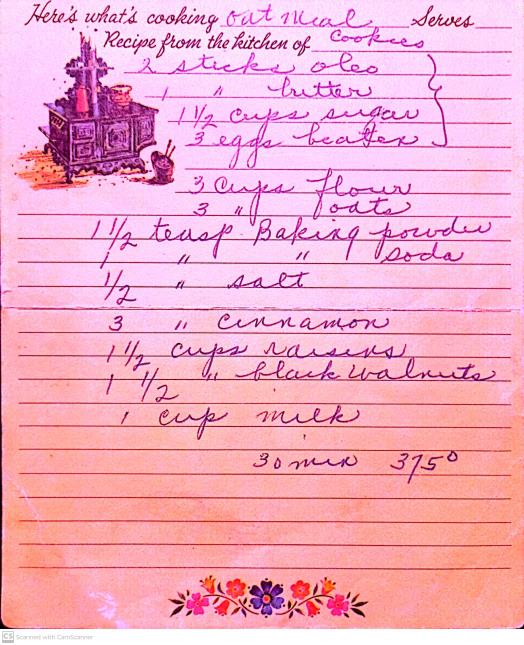 Here's what's cooking Oat Meal Serves
Recipe from the kitchen of Cookies
2 sticks oleo
1 " butter
1 1/2 cups sugar
3 eggs beaten
3 cups flour
3 " oats
1 1/2 teasp Baking powder
1 " " soda
1/2 " salt
3 " cinnamon
1 1/2 cups raisins
1 1/2 " black walnuts
1 cup milk
30 min 375°
CS Scanned with CamScanner